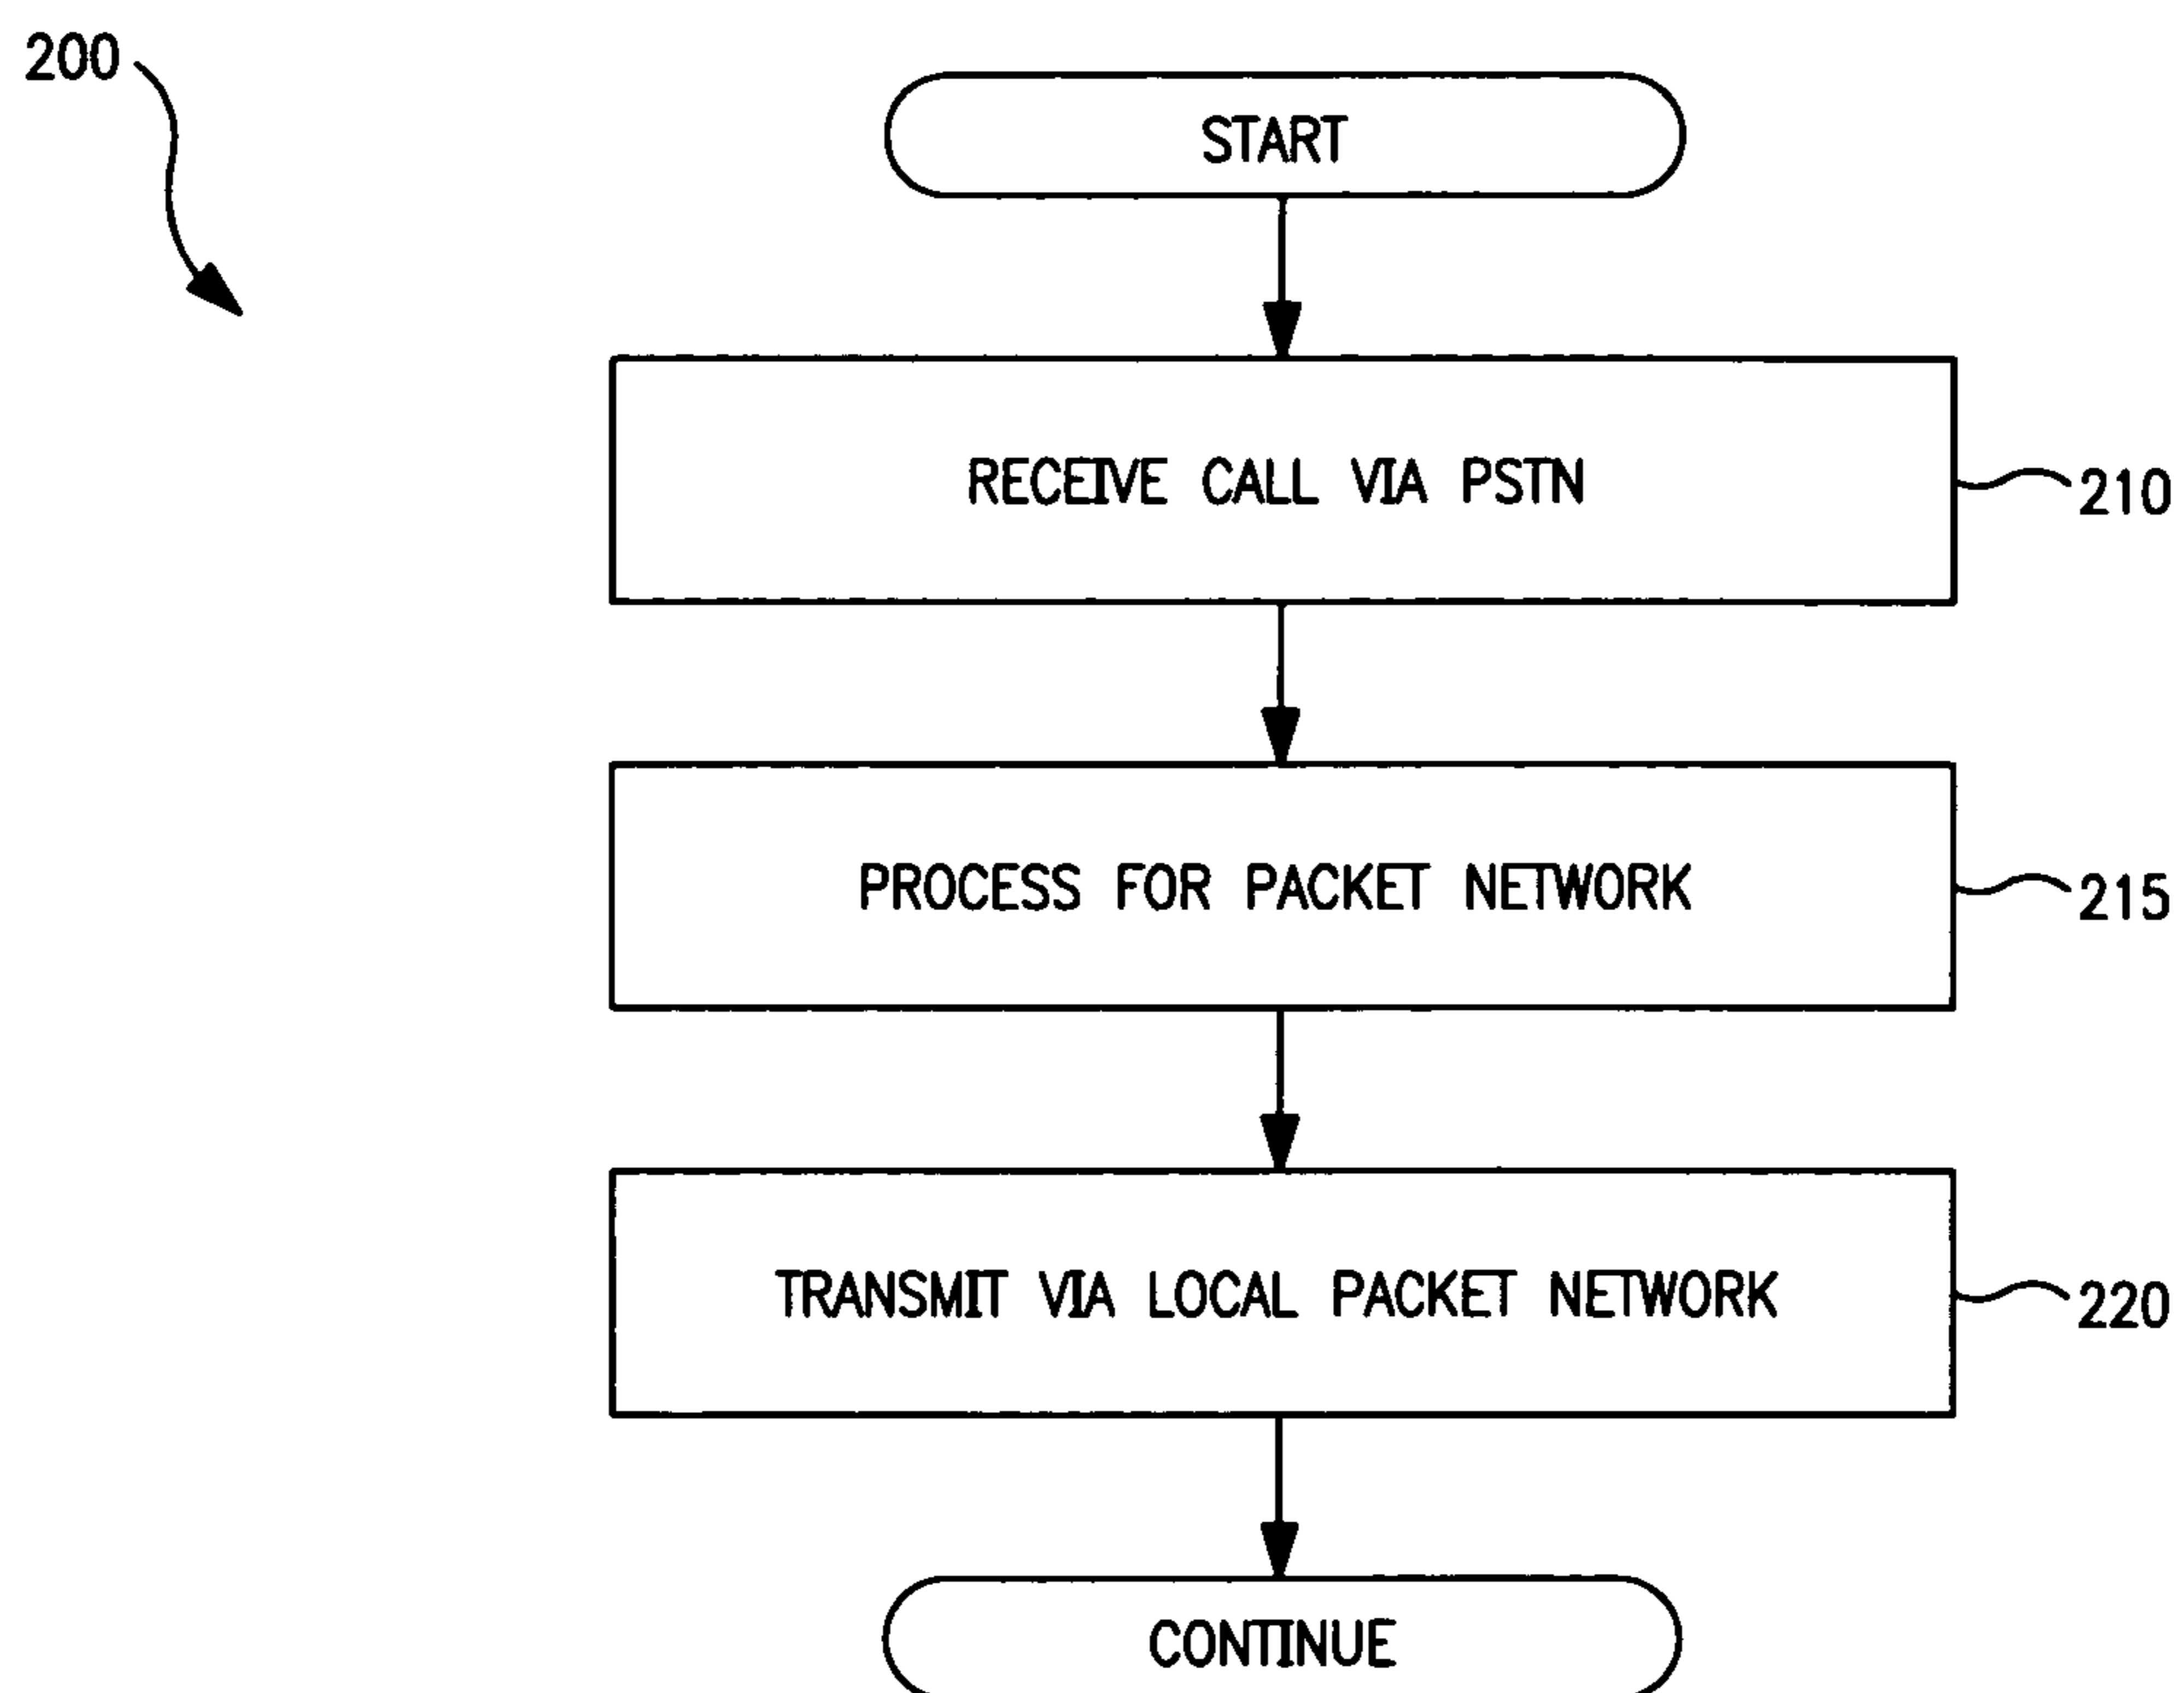 200
START
RECEIVE CALL VIA PSTN
210
PROCESS FOR PACKET NETWORK
215
TRANSMIT VIA LOCAL PACKET NETWORK
220
CONTINUE